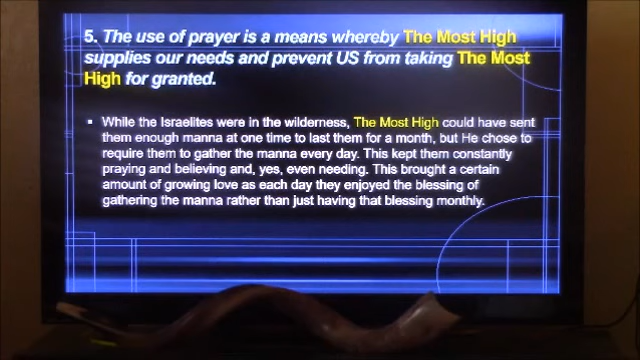 5. The use of prayer is a means whereby The Most High
supplies our needs and prevent US from taking The Most
High for granted.
▪ While the Israelites were in the wilderness, The Most High could have sent
them enough manna at one time to last them for a month, but He chose to
require them to gather the manna every day. This kept them constantly
praying and believing and, yes, even needing. This brought a certain
amount of growing love as each day they enjoyed the blessing of
gathering the manna rather than just having that blessing monthly.